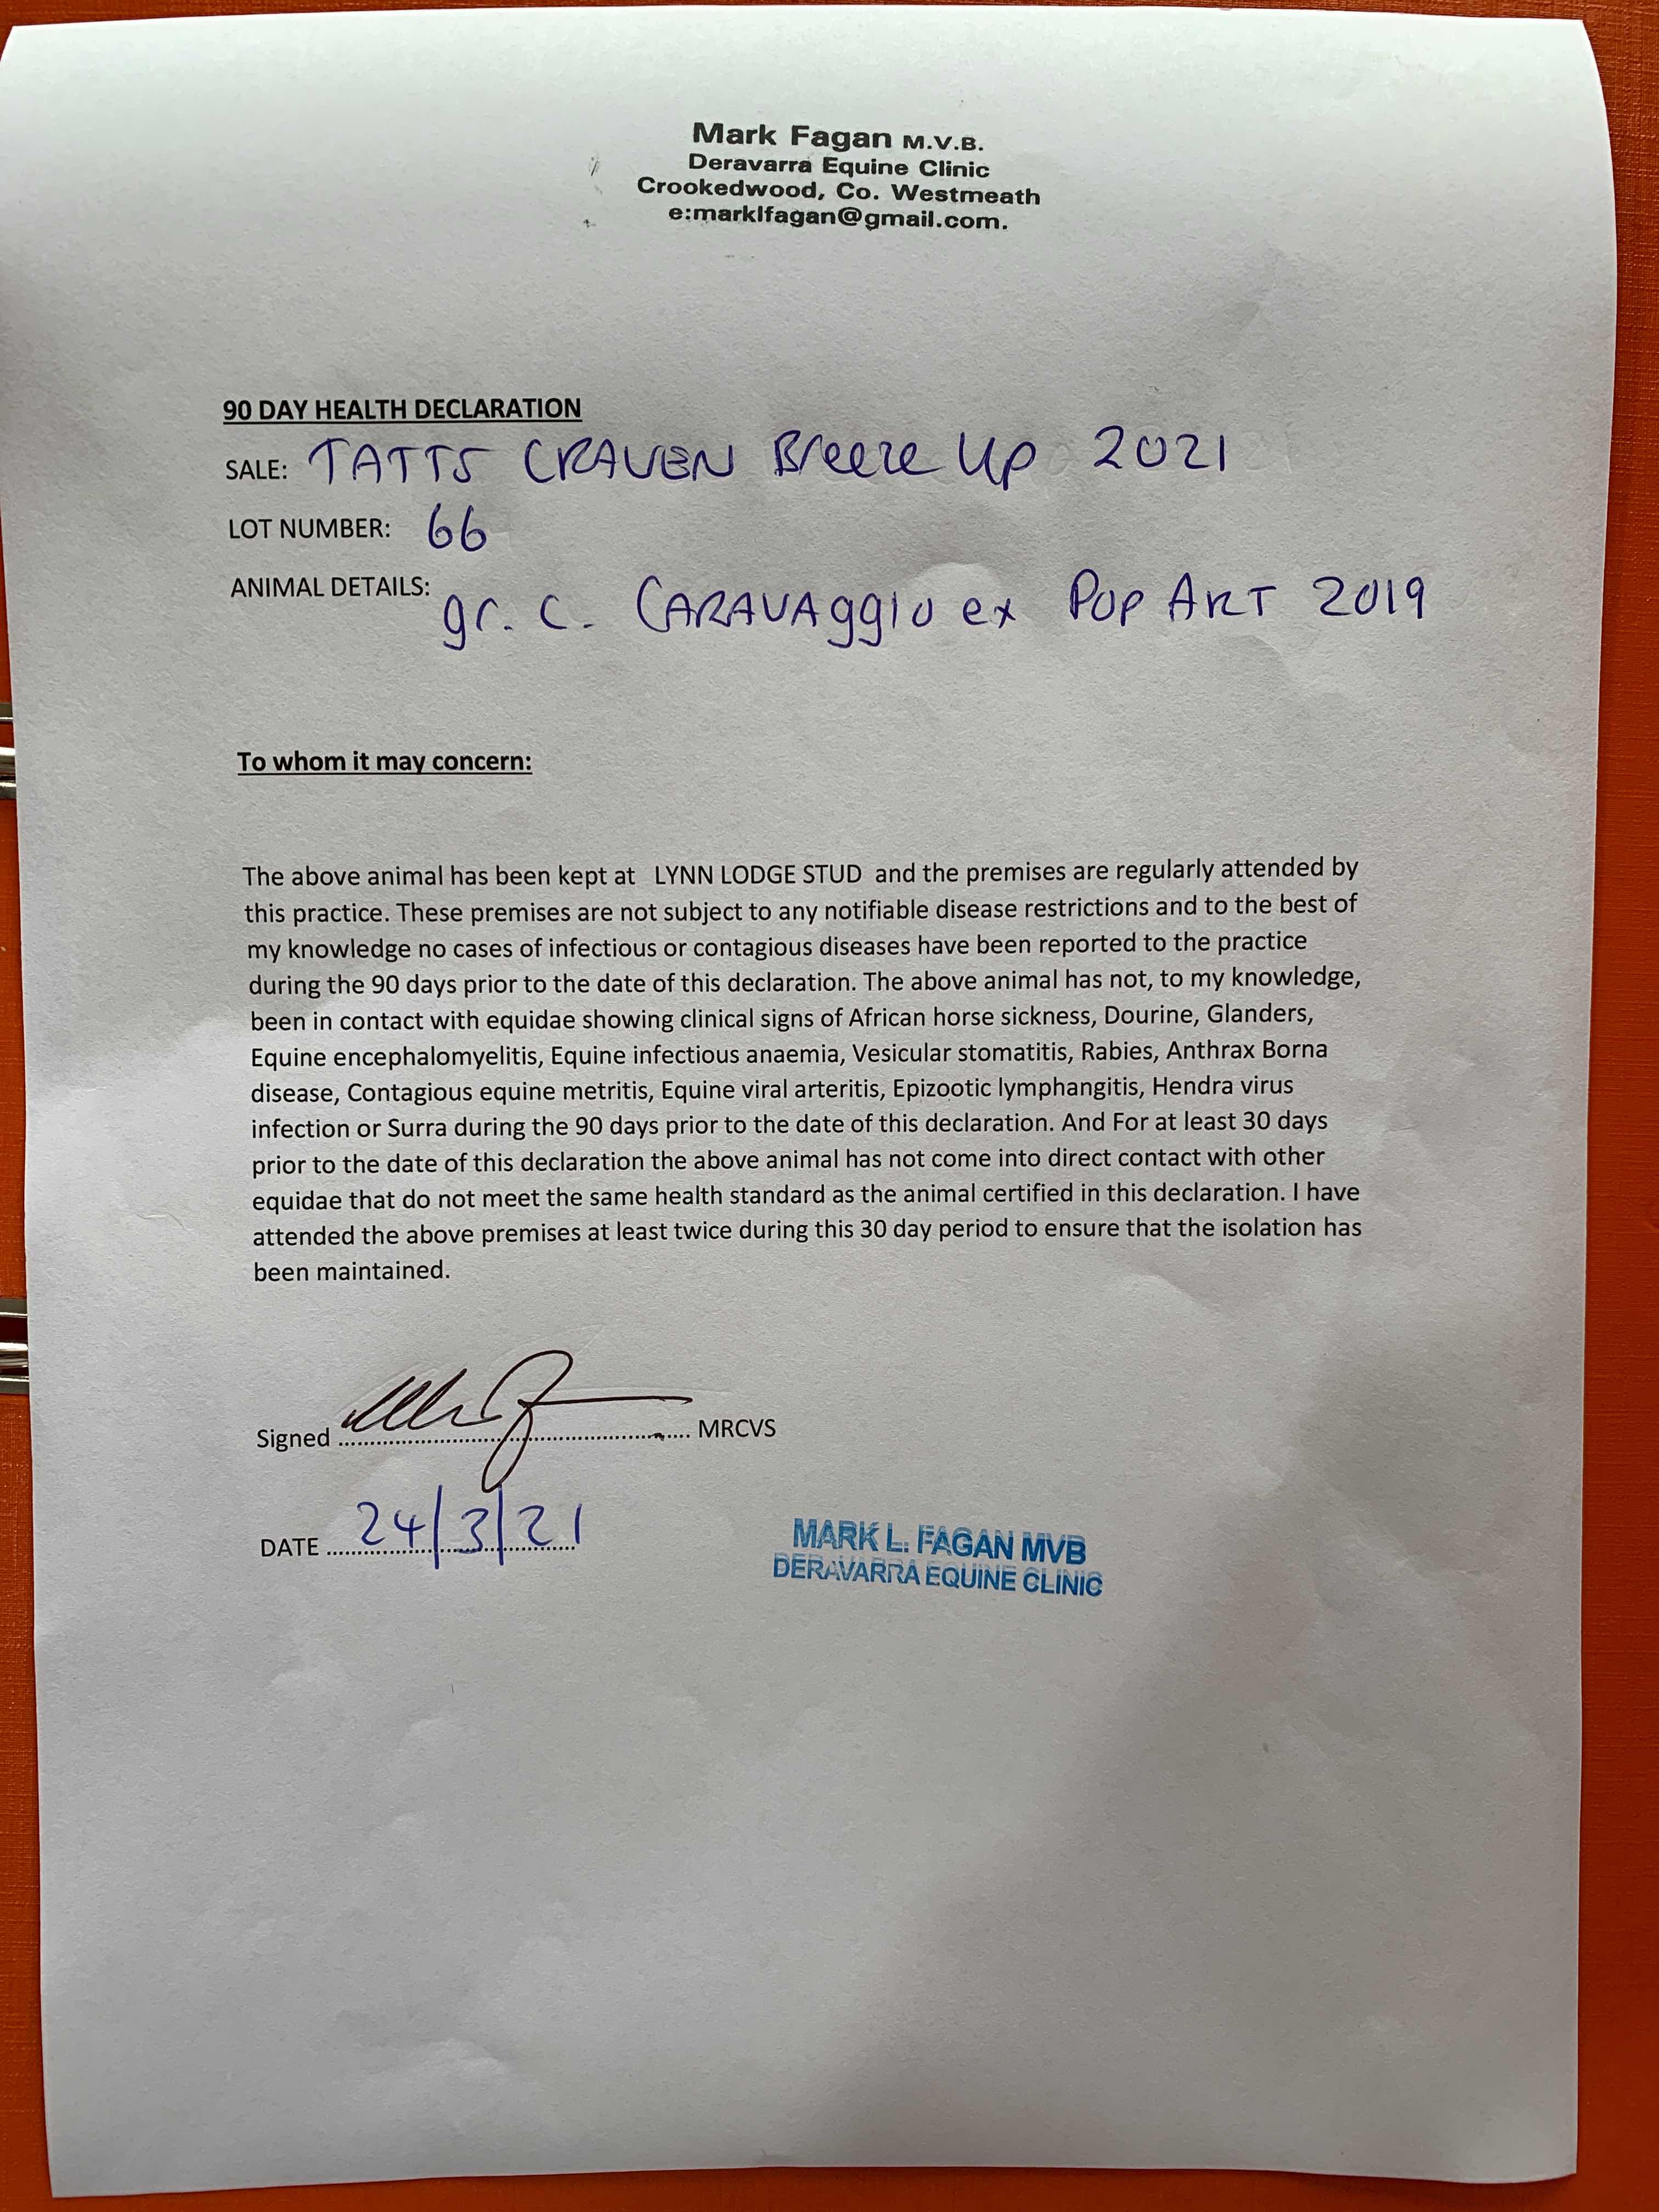 Mark Fagan M.V.B.
Deravarra Equine Clinic
Crookedwood, Co. Westmeath
e:marklfagan@gmail.com.
90 DAY HEALTH DECLARATION
SALE: TATTS CRAVEN Breeze Up 2021
LOT NUMBER: 66
ANIMAL DETAILS: gr. c. CARAVAggIO ex POP ART 2019
To whom it may concern:
The above animal has been kept at LYNN LODGE STUD and the premises are regularly attended by
this practice. These premises are not subject to any notifiable disease restrictions and to the best of
my knowledge no cases of infectious or contagious diseases have been reported to the practice
during the 90 days prior to the date of this declaration. The above animal has not, to my knowledge,
been in contact with equidae showing clinical signs of African horse sickness, Dourine, Glanders,
Equine encephalomyelitis, Equine infectious anaemia, Vesicular stomatitis, Rabies, Anthrax Borna
disease, Contagious equine metritis, Equine viral arteritis, Epizootic lymphangitis, Hendra virus
infection or Surra during the 90 days prior to the date of this declaration. And For at least 30 days
prior to the date of this declaration the above animal has not come into direct contact with other
equidae that do not meet the same health standard as the animal certified in this declaration. I have
attended the above premises at least twice during this 30 day period to ensure that the isolation has
been maintained.
Signed ........ MRCVS
DATE 24/3/21
MARK L. FAGAN MVB
DERAVARRA EQUINE CLINIC